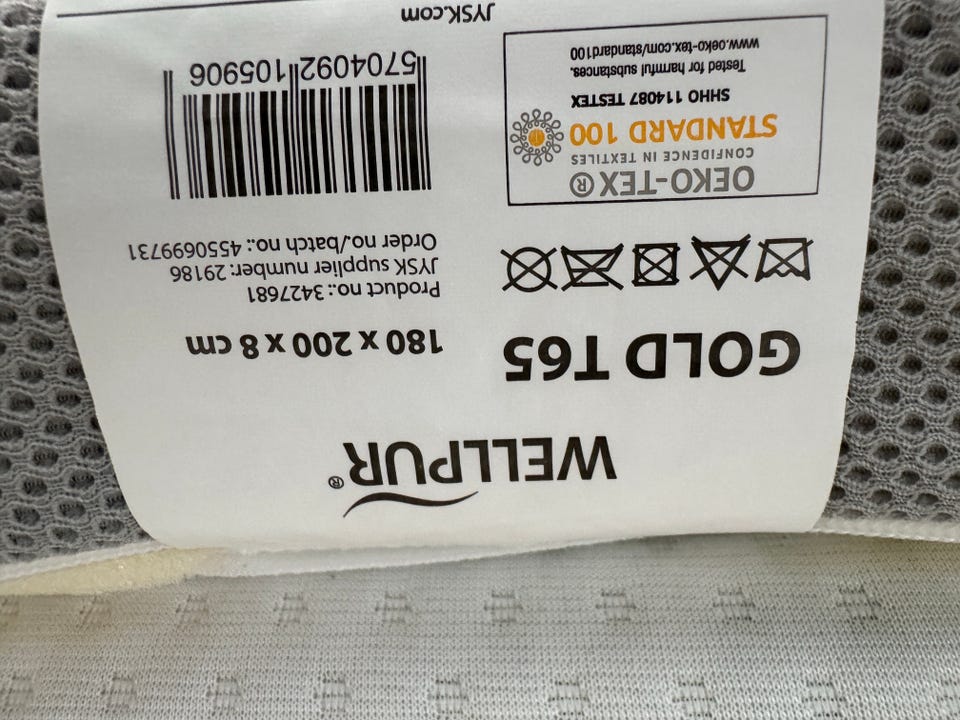 WELLPUR®
GOLD T65
180 x 200 x 8 cm
Product no.: 3427681
JYSK supplier number: 29186
Order no./batch no.: 4550699731
OEKO-TEX®
CONFIDENCE IN TEXTILES
STANDARD 100
SHHO 114087 TESTEX
Tested for harmful substances.
www.oeko-tex.com/standard100
5704092105906
JYSK.com